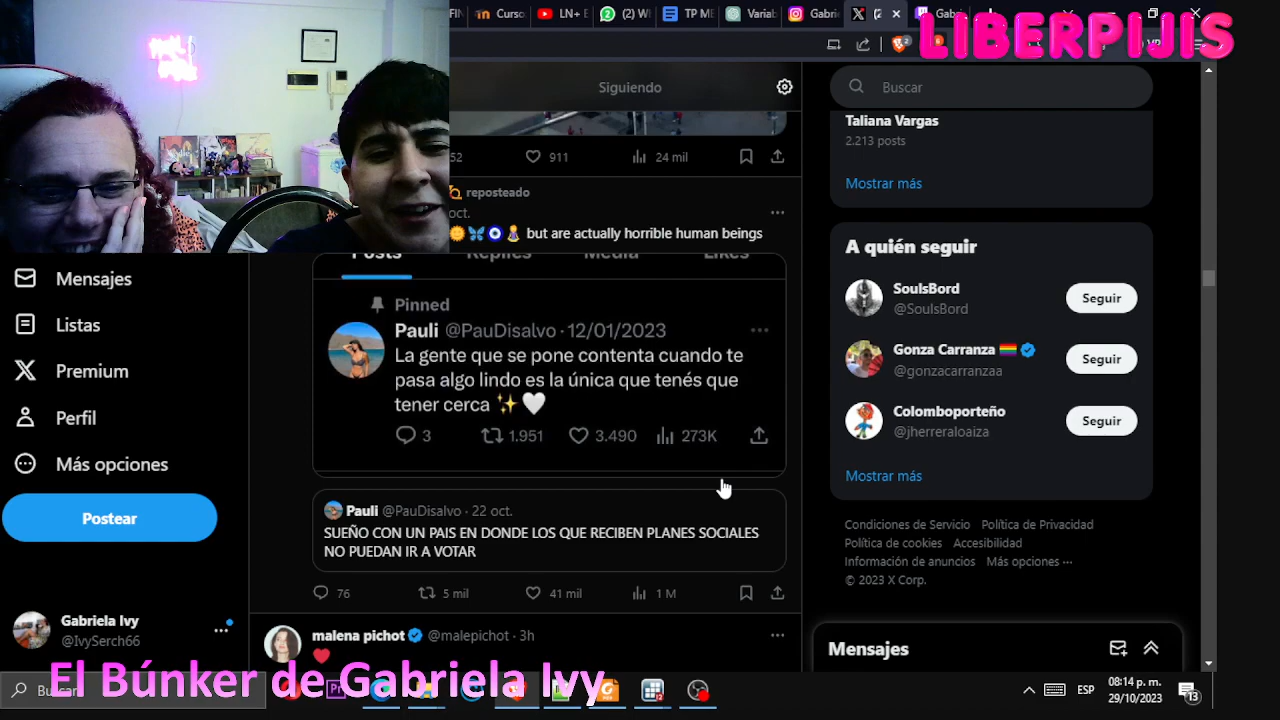 Curso
LN+ E
(2) W
TP ME
Variab
Gabrie
LIBERPIJIS
Siguiendo
Buscar
Taliana Vargas
2.213 posts
Mostrar más
52
911
24 mil
reposteado
oct.
but are actually horrible human beings
A quién seguir
SoulsBord
@SoulsBord
Seguir
Gonza Carranza
@gonzacarranzaa
Seguir
Colomboporteño
@jherreraloaiza
Seguir
Mostrar más
Condiciones de Servicio Política de Privacidad
Política de cookies Accesibilidad
Información de anuncios Más opciones ···
© 2023 X Corp.
Mensajes
Listas
Premium
Perfil
Más opciones
Postear
Posts Replies Media Likes
Pinned
Pauli @PauDisalvo · 12/01/2023
La gente que se pone contenta cuando te
pasa algo lindo es la única que tenés que
tener cerca ✨🤍
3 1.951 3.490 273K
Pauli @PauDisalvo · 22 oct.
SUEÑO CON UN PAIS EN DONDE LOS QUE RECIBEN PLANES SOCIALES
NO PUEDAN IR A VOTAR
76 5 mil 41 mil 1 M
malena pichot @malepichot · 3h
Gabriela Ivy
@IvySerch66
Mensajes
El Búnker de Gabriela Ivy
Buscar
ESP
08:14 p. m.
29/10/2023
13